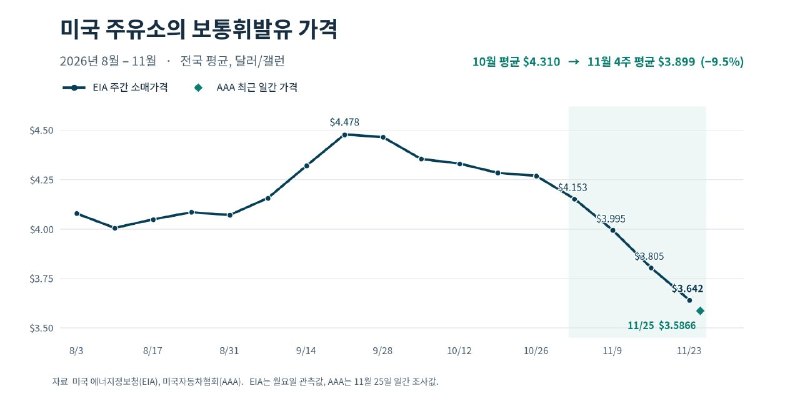 미국 주유소의 보통휘발유 가격
2026년 8월 – 11월 · 전국 평균, 달러/갤런
10월 평균 $4.310 → 11월 4주 평균 $3.899 (−9.5%)
EIA 주간 소매가격
AAA 최근 일간 가격
$4.50
$4.25
$4.00
$3.75
$3.50
$4.478
$4.153
$3.995
$3.805
$3.642
11/25 $3.5866
8/3 8/17 8/31 9/14 9/28 10/12 10/26 11/9 11/23
자료 미국 에너지정보청(EIA), 미국자동차협회(AAA). EIA는 월요일 관측값, AAA는 11월 25일 일간 조사값.